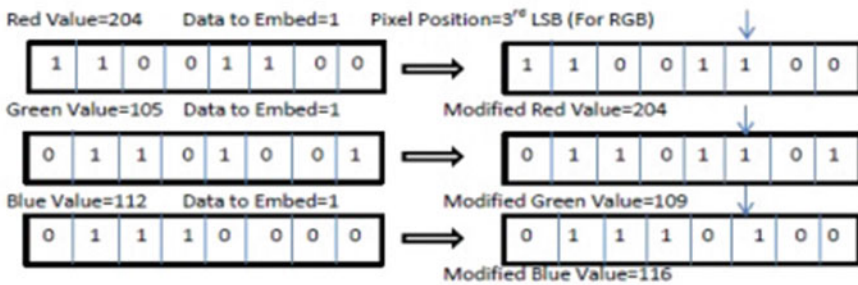 Red Value=204 Data to Embed=1 Pixel Position=3rd LSB (For RGB)
1 1 0 0 1 1 0 0 1 1 0 0 1 1 0 0
Green Value=105 Data to Embed=1 Modified Red Value=204
0 1 1 0 1 0 0 1 0 1 1 0 1 1 0 1
Blue Value=112 Data to Embed=1 Modified Green Value=109
0 1 1 1 0 0 0 0 0 1 1 1 0 1 0 0
Modified Blue Value=116